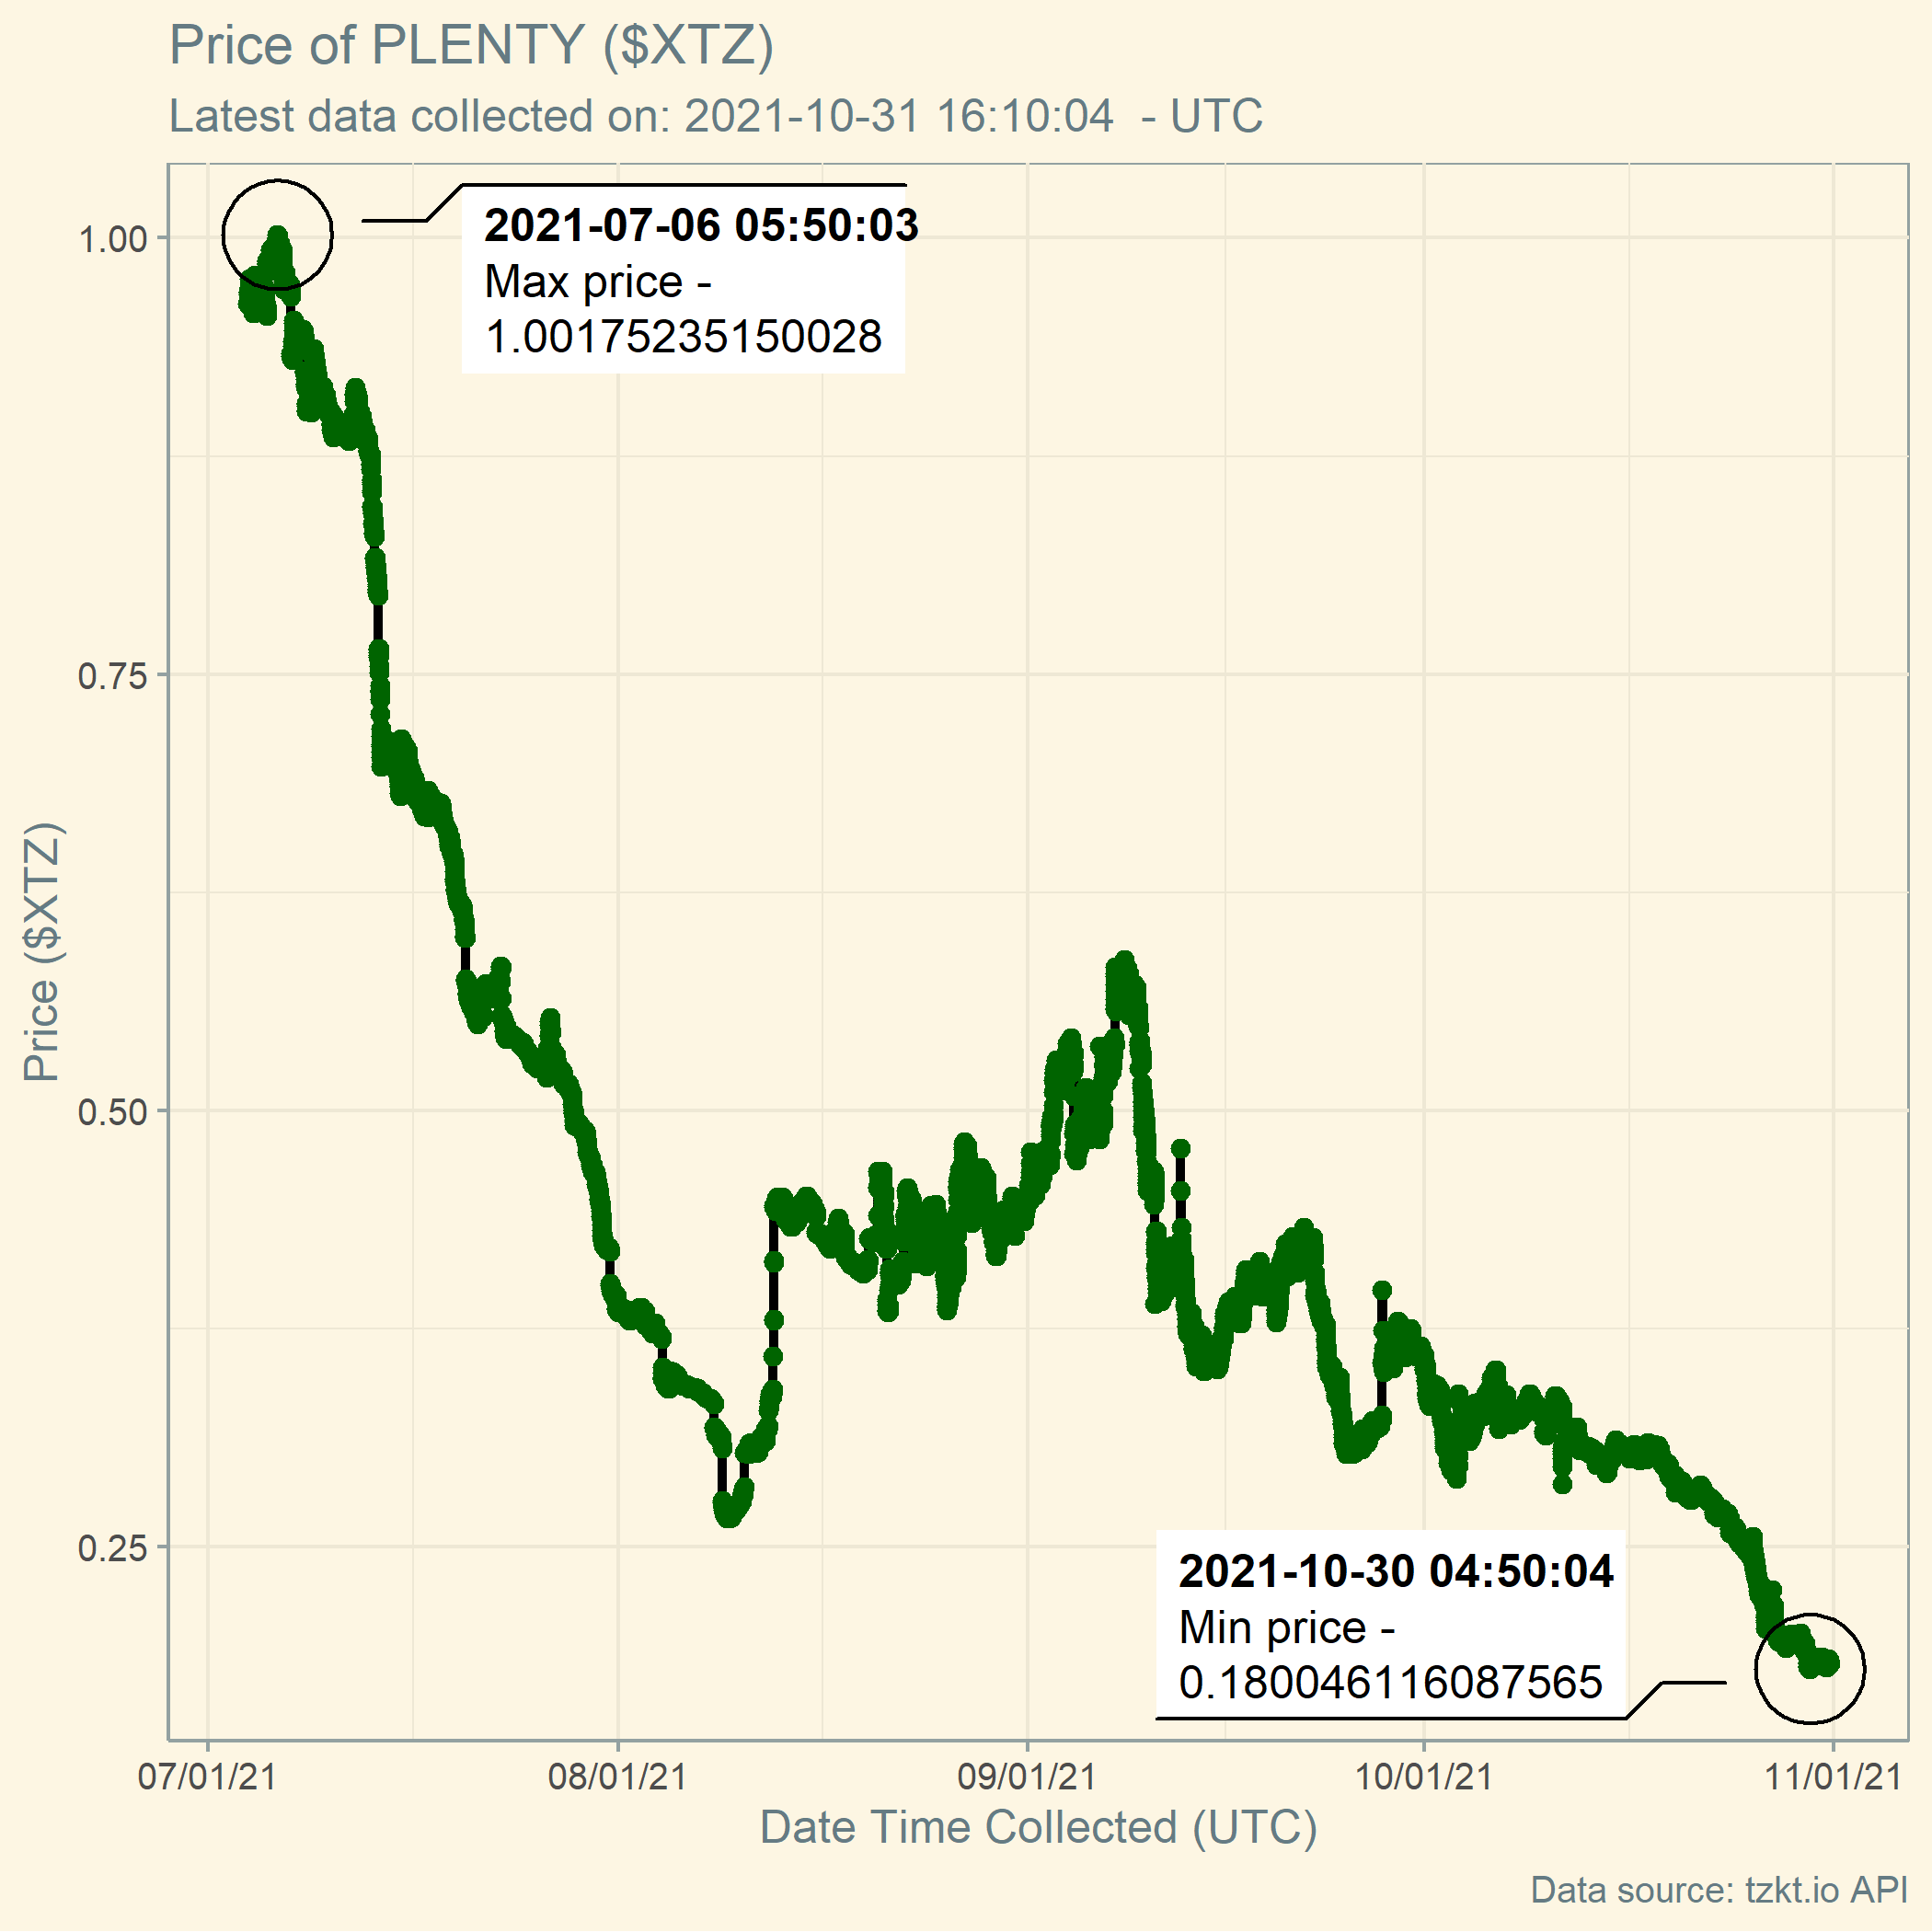 Price of PLENTY ($XTZ)
Latest data collected on: 2021-10-31 16:10:04  - UTC
2021-07-06 05:50:03
Max price -
1.00175235150028
1.00
0.75
0.50
0.25
Price ($XTZ)
2021-10-30 04:50:04
Min price -
0.180046116087565
07/01/21
08/01/21
09/01/21
10/01/21
11/01/21
Date Time Collected (UTC)
Data source: tzkt.io API